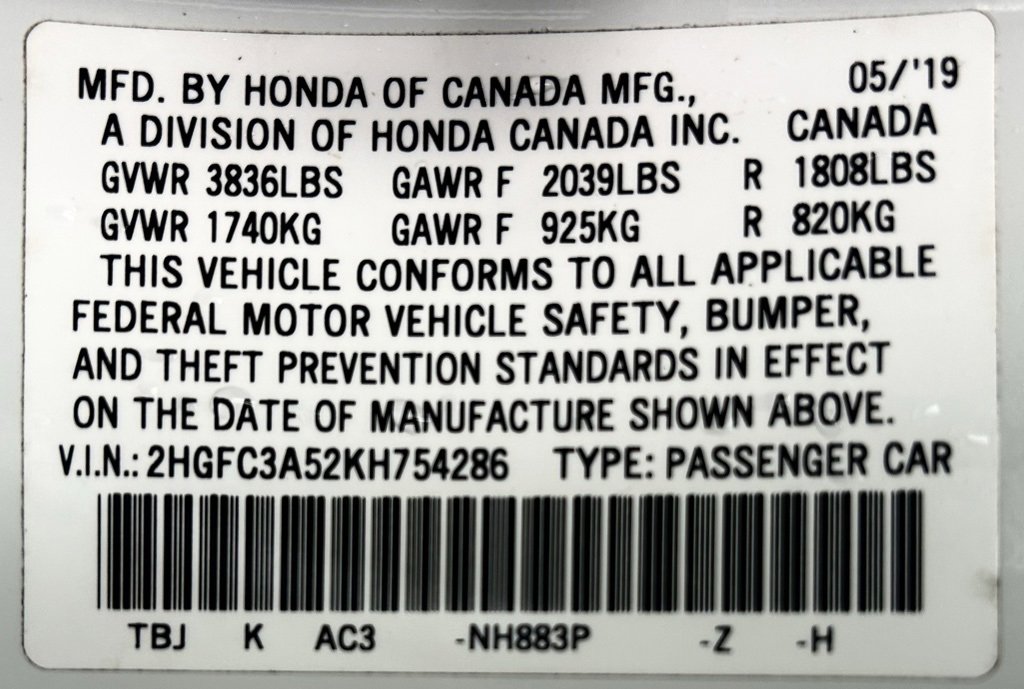 MFD. BY HONDA OF CANADA MFG., 05/'19
A DIVISION OF HONDA CANADA INC. CANADA
GVWR 3836LBS GAWR F 2039LBS R 1808LBS
GVWR 1740KG GAWR F 925KG R 820KG
THIS VEHICLE CONFORMS TO ALL APPLICABLE
FEDERAL MOTOR VEHICLE SAFETY, BUMPER,
AND THEFT PREVENTION STANDARDS IN EFFECT
ON THE DATE OF MANUFACTURE SHOWN ABOVE.
V.I.N.: 2HGFC3A52KH754286 TYPE: PASSENGER CAR
TBJ K AC3 -NH883P -Z -H